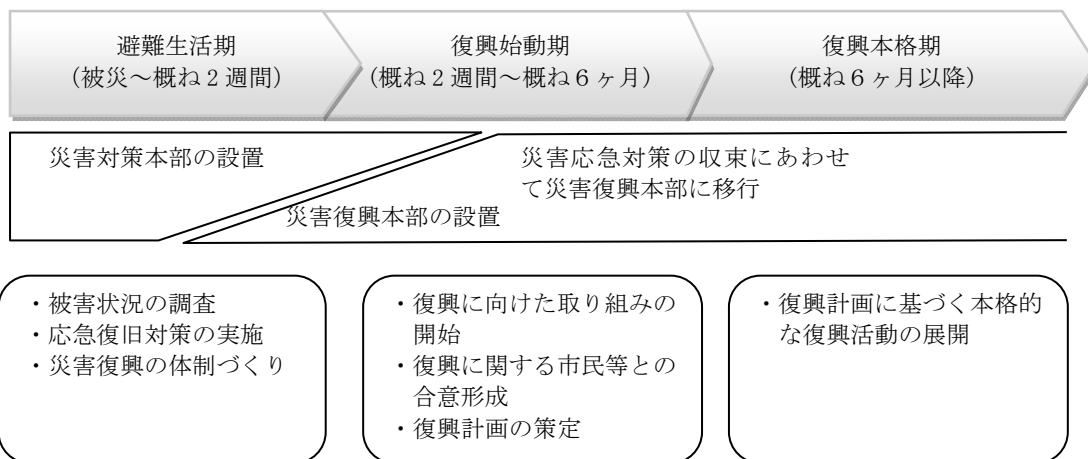 避難生活期
（被災～概ね２週間）
復興始動期
（概ね２週間～概ね６ヶ月）
復興本格期
（概ね６ヶ月以降）
災害対策本部の設置
災害応急対策の収束にあわせ
て災害復興本部に移行
災害復興本部の設置
・被害状況の調査
・応急復旧対策の実施
・災害復興の体制づくり
・復興に向けた取り組みの
開始
・復興に関する市民等との
合意形成
・復興計画の策定
・復興計画に基づく本格的
な復興活動の展開